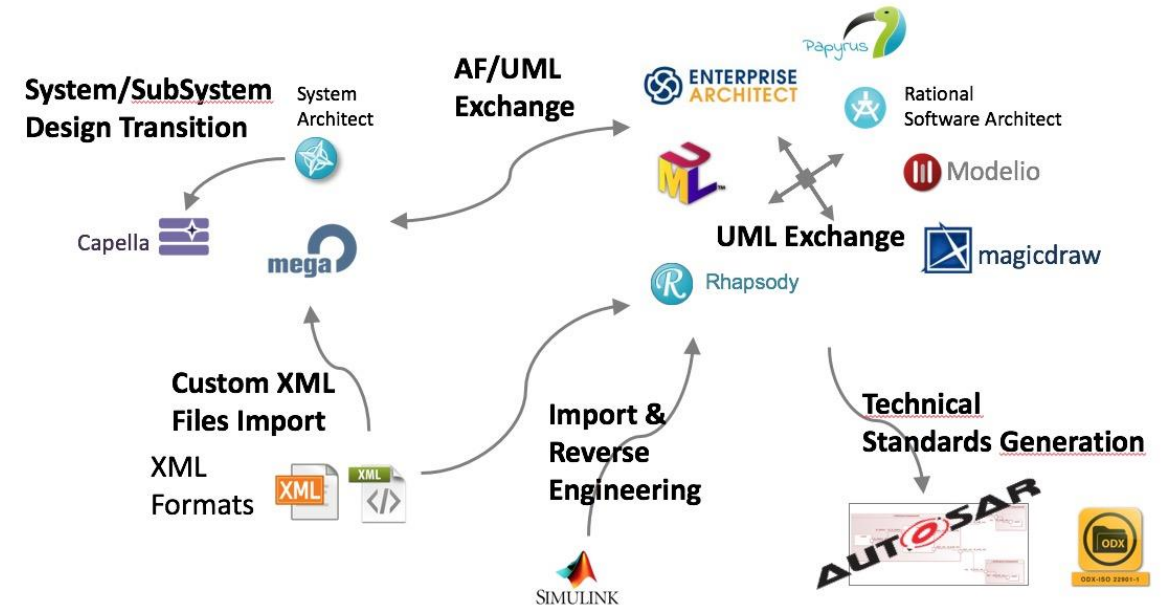 Papyrus
System/SubSystem
Design Transition
System
Architect
AF/UML
Exchange
ENTERPRISE
ARCHITECT
Rational
Software Architect
UML™
Modelio
Capella
mega
UML Exchange
magicdraw
R
Rhapsody
Custom XML
Files Import
XML
Formats
XML
XML
</>
Import &
Reverse
Engineering
Technical
Standards Generation
AUTOSAR
ODX
ODX-ISO 22901-1
SIMULINK